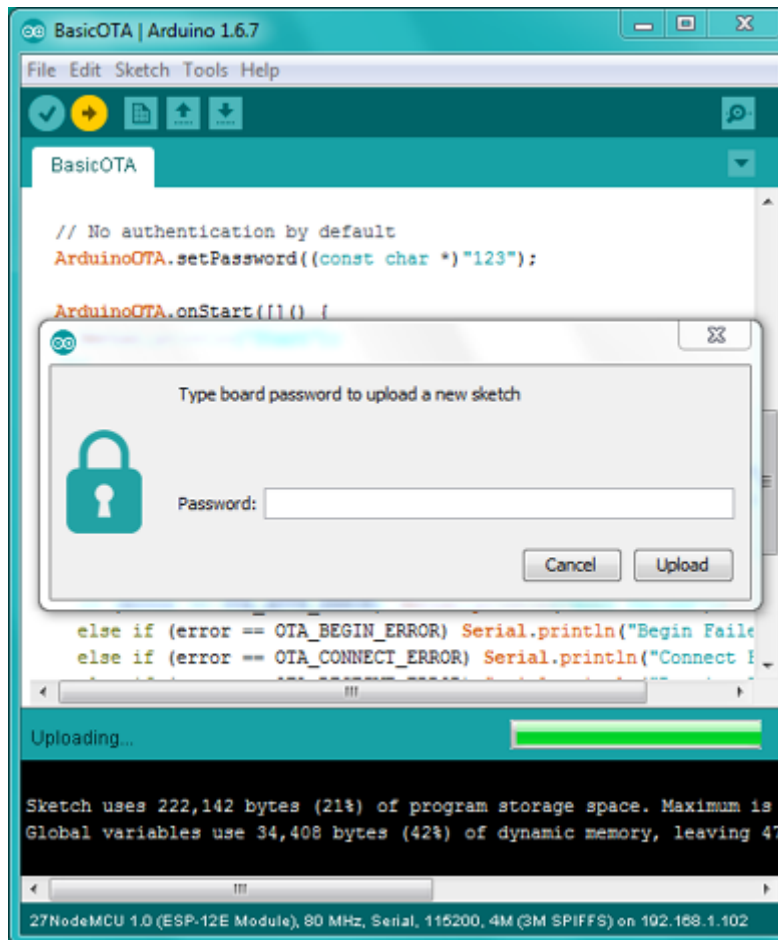 BasicOTA | Arduino 1.6.7
File Edit Sketch Tools Help
BasicOTA
// No authentication by default
ArduinoOTA.setPassword((const char *)"123");
ArduinoOTA.onStart([]() {
Type board password to upload a new sketch
Password:
Cancel Upload
else if (error == OTA_BEGIN_ERROR) Serial.println("Begin Faile
else if (error == OTA_CONNECT_ERROR) Serial.println("Connect
Uploading...
Sketch uses 222,142 bytes (21%) of program storage space. Maximum is
Global variables use 34,408 bytes (42%) of dynamic memory, leaving 47
27NodeMCU 1.0 (ESP-12E Module), 80 MHz, Serial, 115200, 4M (3M SPIFFS) on 192.168.1.102